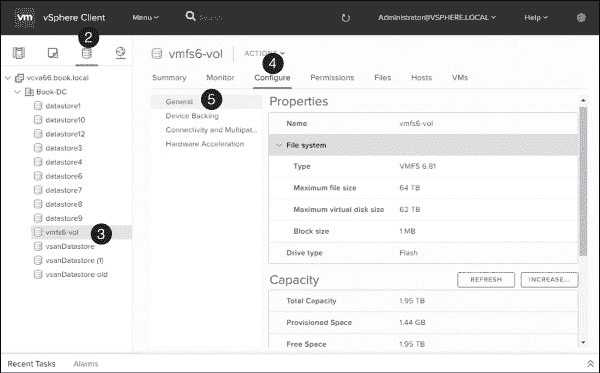 vm vSphere Client Menu Search Administrator@VSPHERE.LOCAL Help
2
vmfs6-vol ACTIONS
4
Summary Monitor Configure Permissions Files Hosts VMs
vcva66.book.local
Book-DC
datastore1
datastore10
datastore12
datastore3
datastore4
datastore6
datastore7
datastore8
datastore9
vmfs6-vol 3
vsanDatastore
vsanDatastore (1)
vsanDatastore-old
General 5
Device Backing
Connectivity and Multipat...
Hardware Acceleration
Properties
Name vmfs6-vol
File system
Type VMFS 6.81
Maximum file size 64 TB
Maximum virtual disk size 62 TB
Block size 1 MB
Drive type Flash
Capacity REFRESH INCREASE...
Total Capacity 1.95 TB
Provisioned Space 1.44 GB
Free Space 1.95 TB
Recent Tasks Alarms